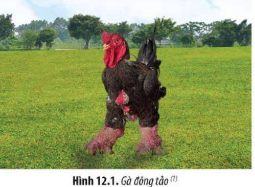 Hình 12.1. Gà đông tảo (1)